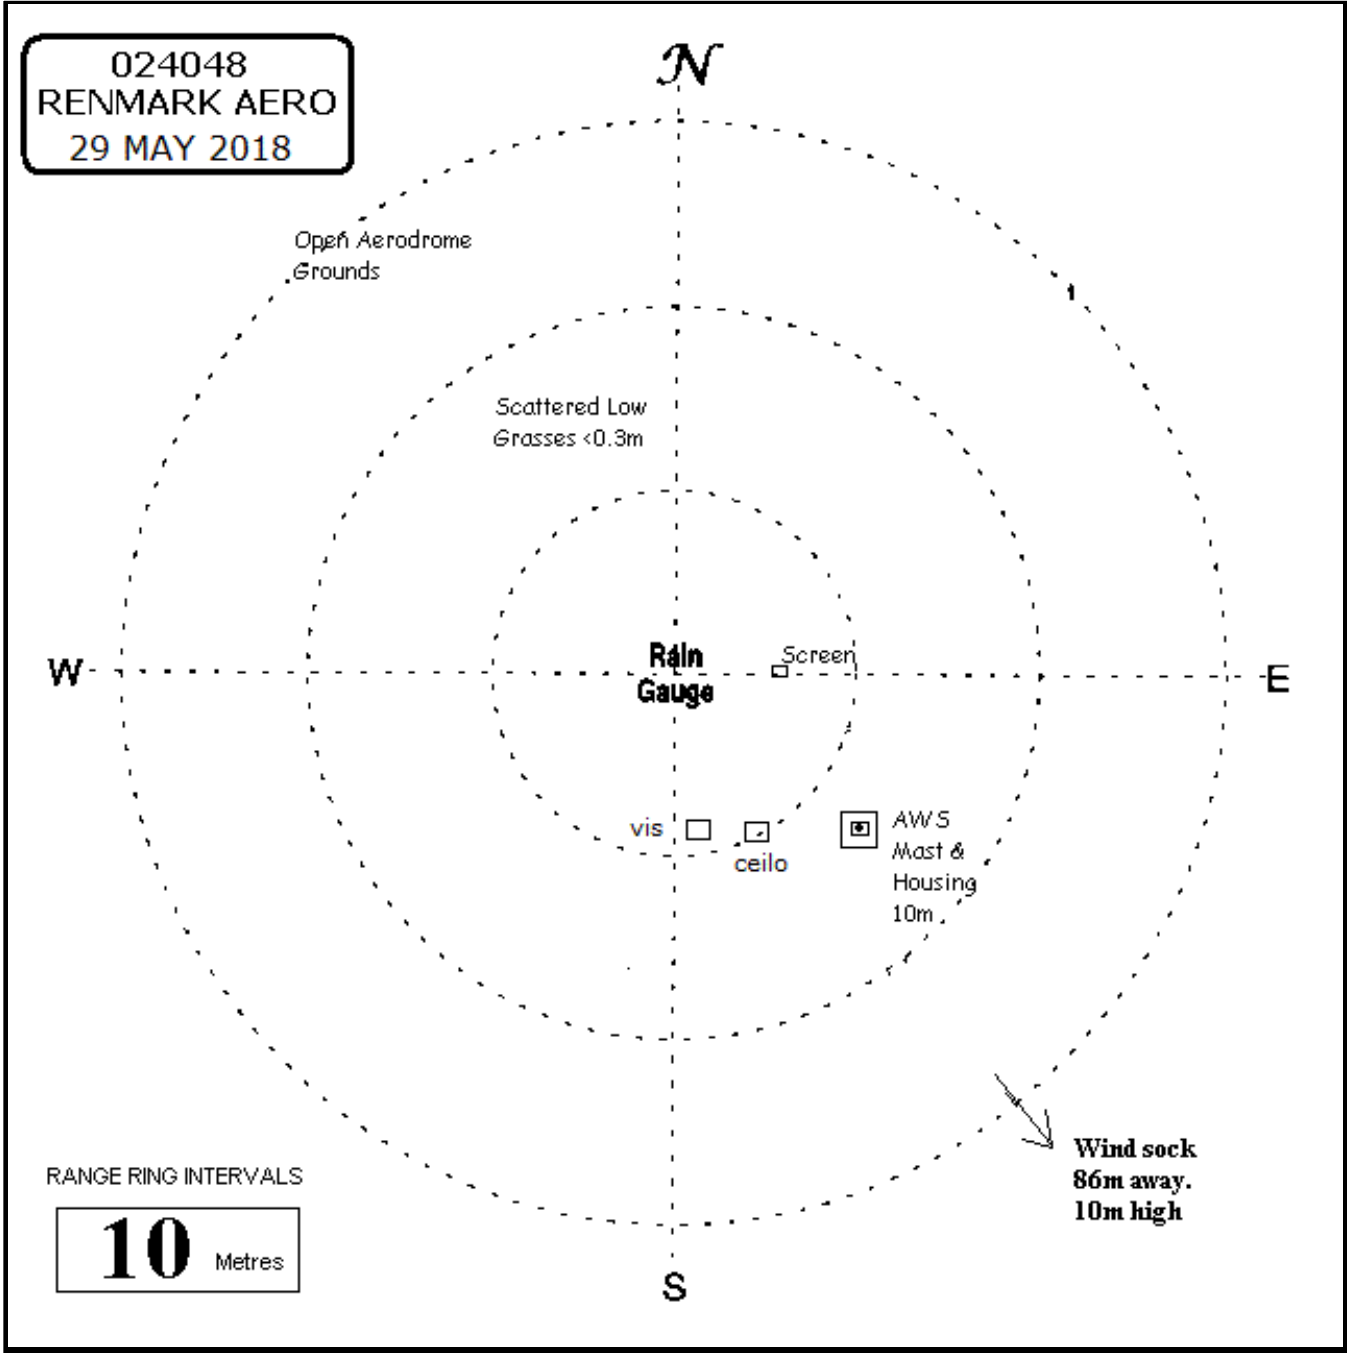 024048
RENMARK AERO
29 MAY 2018
N
Open Aerodrome
Grounds
Scattered Low
Grasses <0.3m
W
Rain
Gauge
Screen
E
vis
ceilo
AWS
Mast &
Housing
10m
Wind sock
86m away.
10m high
RANGE RING INTERVALS
10 Metres
S